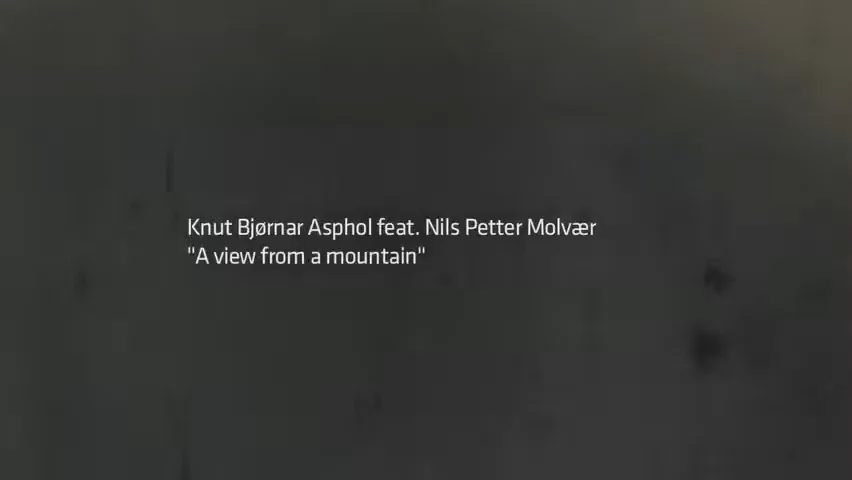 Knut Bjørnar Asphol feat. Nils Petter Molvær
"A view from a mountain"